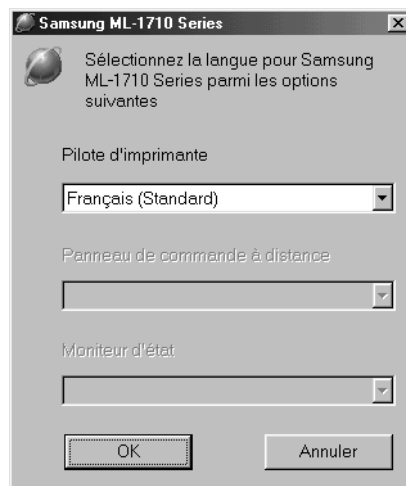 Samsung ML-1710 Series
Sélectionnez la langue pour Samsung
ML-1710 Series parmi les options
suivantes
Pilote d'imprimante
Français (Standard)
Panneau de commande à distance
Moniteur d'état
OK
Annuler